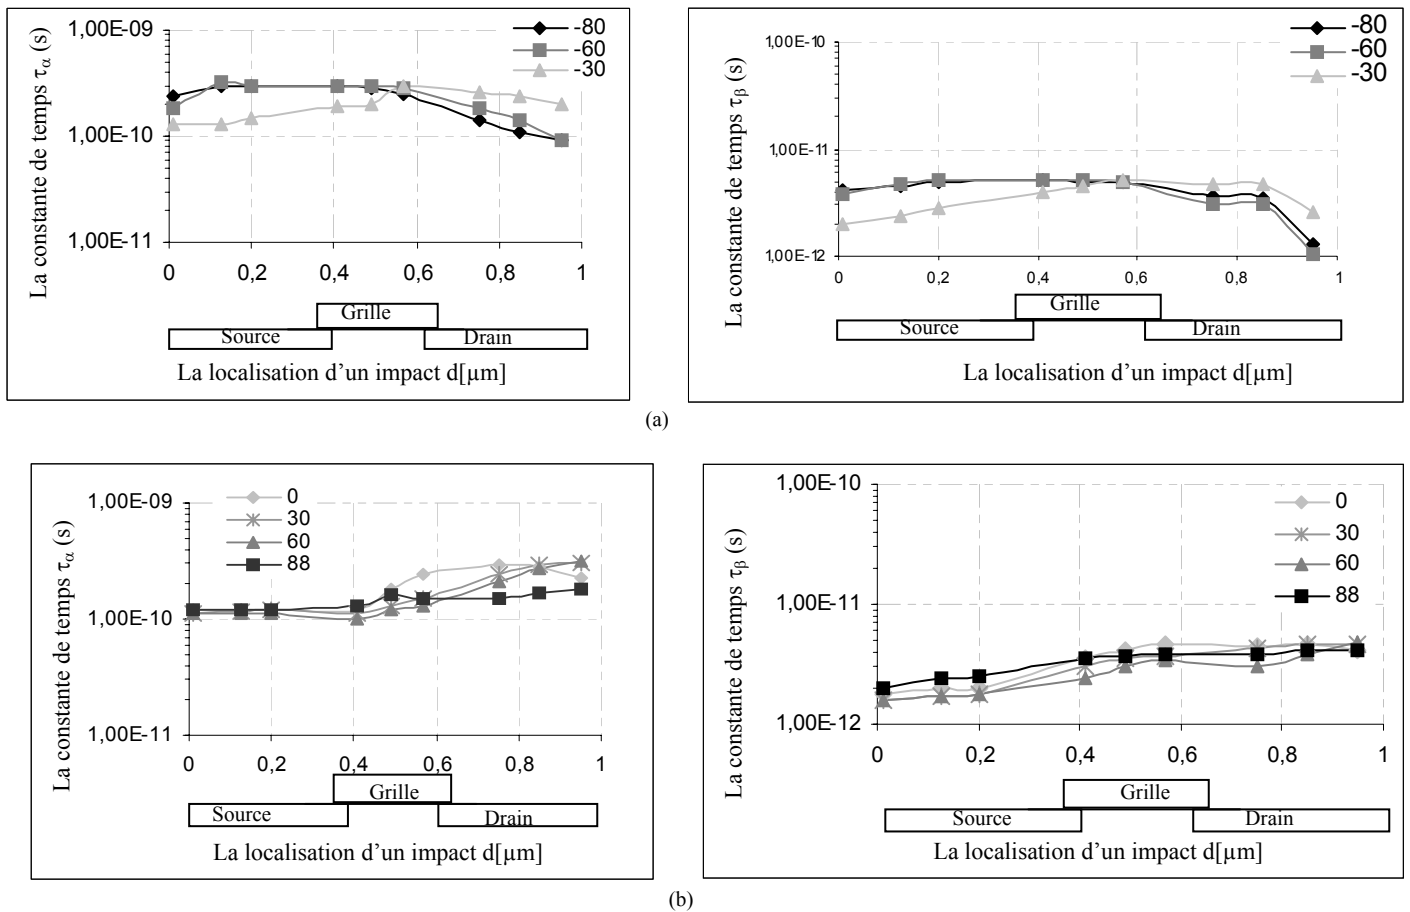 La constante de temps τα (s)
1,00E-09
1,00E-10
1,00E-11
0 0,2 0,4 0,6 0,8 1
-80
-60
-30
Grille
Source Drain
La localisation d’un impact d[µm]
La constante de temps τβ (s)
1,00E-10
1,00E-11
1,00E-12
0 0,2 0,4 0,6 0,8 1
-80
-60
-30
Grille
Source Drain
La localisation d’un impact d[µm]
(a)
La constante de temps τα (s)
1,00E-09
1,00E-10
1,00E-11
0 0,2 0,4 0,6 0,8 1
0
30
60
88
Grille
Source Drain
La localisation d’un impact d[µm]
La constante de temps τβ (s)
1,00E-10
1,00E-11
1,00E-12
0 0,2 0,4 0,6 0,8 1
0
30
60
88
Grille
Source Drain
La localisation d’un impact d[µm]
(b)